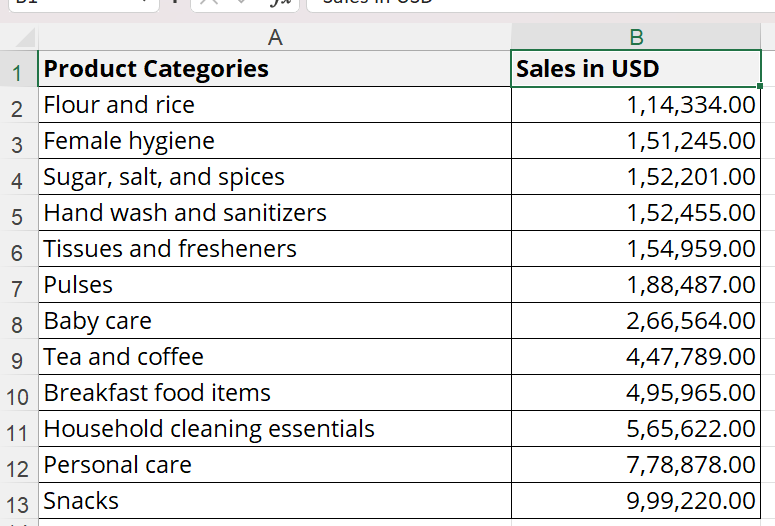 A B
1 Product Categories Sales in USD
2 Flour and rice 1,14,334.00
3 Female hygiene 1,51,245.00
4 Sugar, salt, and spices 1,52,201.00
5 Hand wash and sanitizers 1,52,455.00
6 Tissues and fresheners 1,54,959.00
7 Pulses 1,88,487.00
8 Baby care 2,66,564.00
9 Tea and coffee 4,47,789.00
10 Breakfast food items 4,95,965.00
11 Household cleaning essentials 5,65,622.00
12 Personal care 7,78,878.00
13 Snacks 9,99,220.00